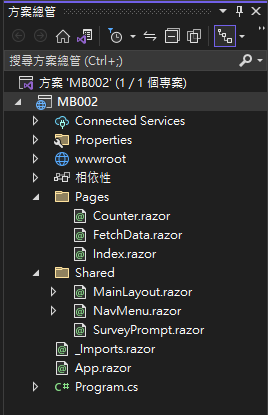 方案總管
搜尋方案總管 (Ctrl+;)
方案 'MB002' (1 / 1 個專案)
MB002
Connected Services
Properties
wwwroot
相依性
Pages
Counter.razor
FetchData.razor
Index.razor
Shared
MainLayout.razor
NavMenu.razor
SurveyPrompt.razor
_Imports.razor
App.razor
C# Program.cs